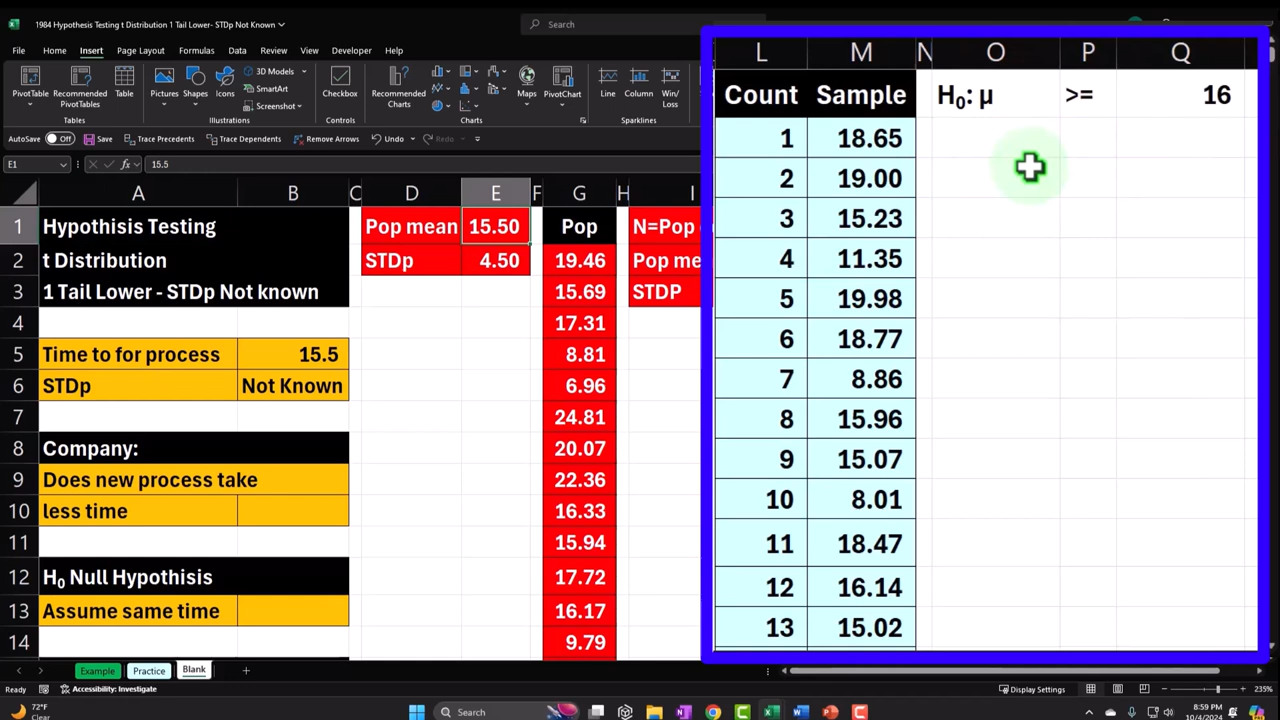 1984 Hypothesis Testing t Distribution 1 Tail Lower- STDp Not Known
Search
File Home Insert Page Layout Formulas Data Review View Developer Help
PivotTable
Recommended PivotTables
Table
Tables
Pictures
Shapes
Icons
3D Models
SmartArt
Screenshot
Illustrations
Checkbox
Controls
Recommended Charts
Maps
PivotChart
Charts
Line
Column
Sparklines
AutoSave Off Save Trace Precedents Trace Dependents Remove Arrows Undo
E1 fx 15.5
A B C D E F G H I
1 Hypothisis Testing Pop mean 15.50 Pop N=Pop
2 t Distribution STDp 4.50 19.46 Pop me
3 1 Tail Lower - STDp Not known 15.69 STDP
4 17.31
5 Time to for process 15.5 8.81
6 STDp Not Known 6.96
7 24.81
8 Company: 20.07
9 Does new process take 22.36
10 less time 16.33
11 15.94
12 H₀ Null Hypothisis 17.72
13 Assume same time 16.17
14 9.79
L M N O P Q
Count Sample H₀: µ >= 16
1 18.65
2 19.00
3 15.23
4 11.35
5 19.98
6 18.77
7 8.86
8 15.96
9 15.07
10 8.01
11 18.47
12 16.14
13 15.02
Example Practice Blank +
Ready Accessibility: Investigate Display Settings 235%
72°F
Clear
Search
8:59 PM
10/4/2024